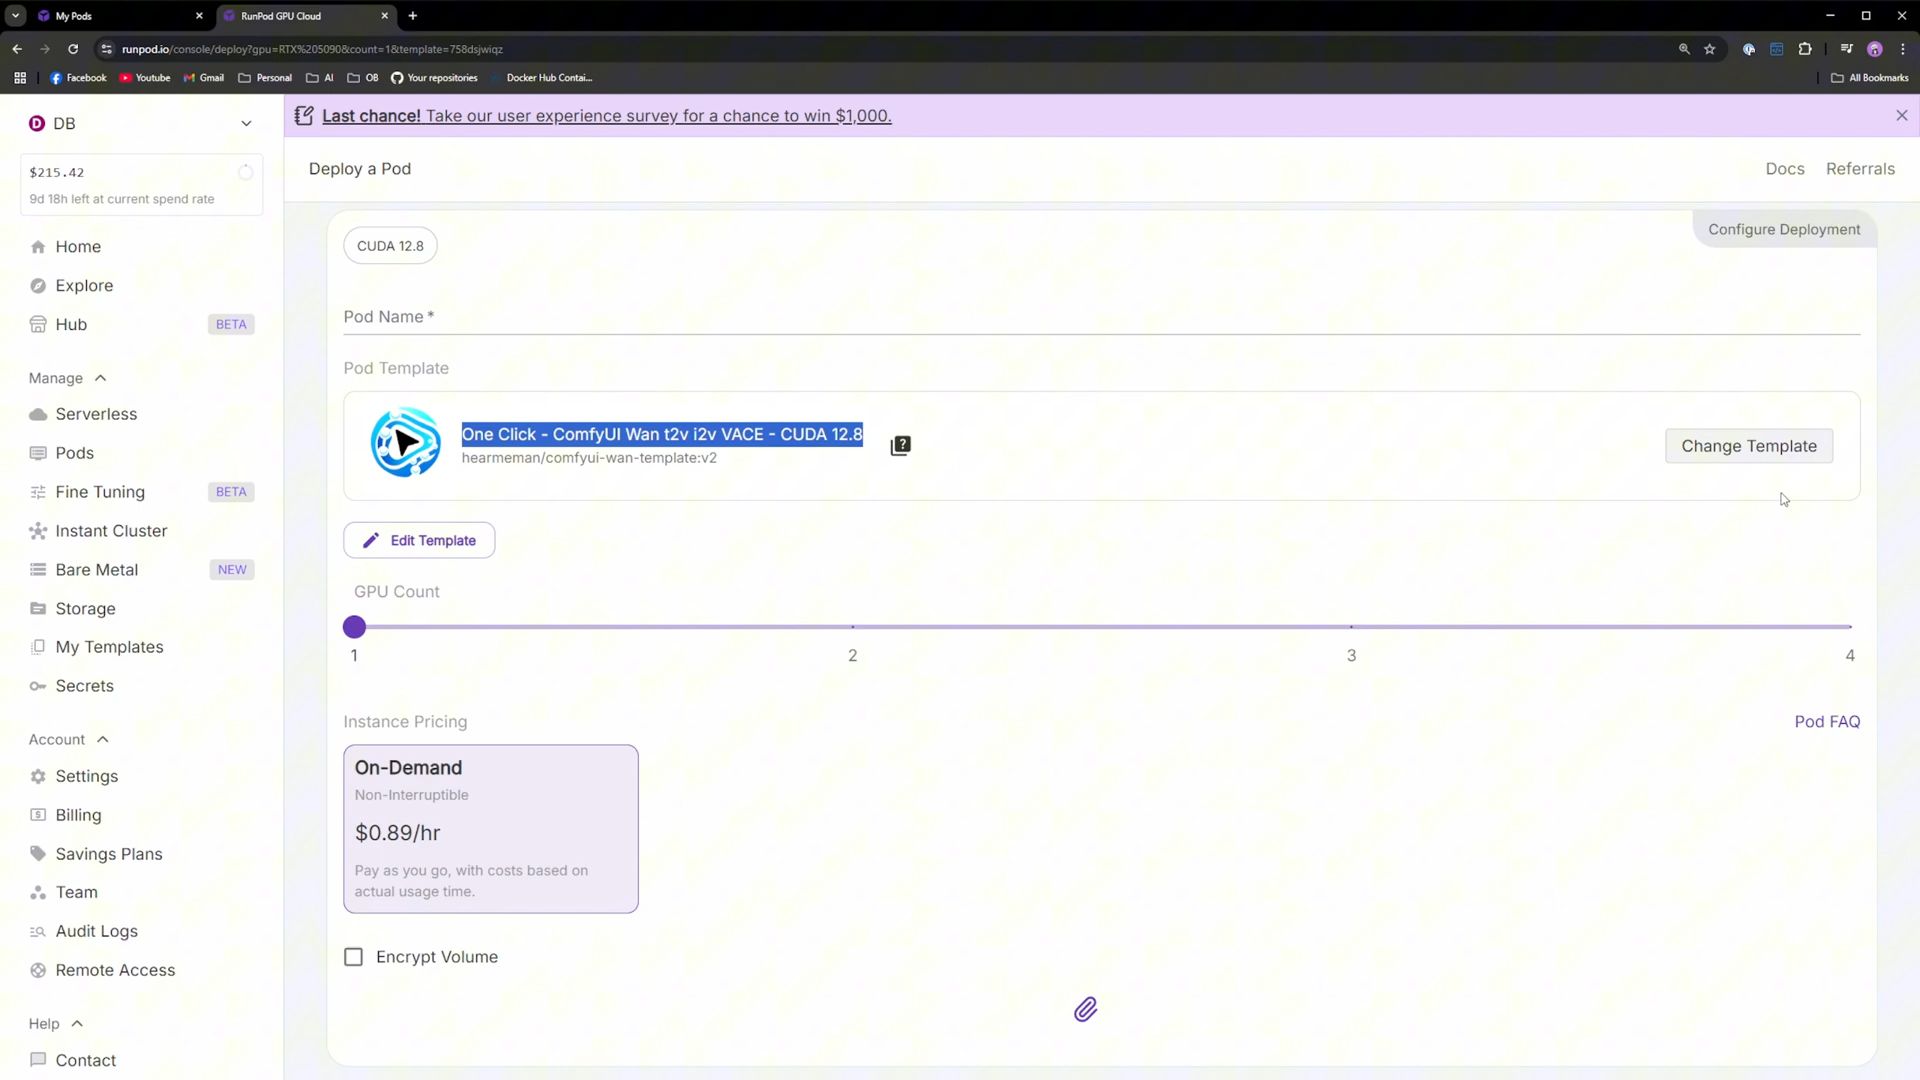 My Pods
RunPod GPU Cloud
runpod.io/console/deploy?gpu=RTX%205090&count=1&template=758dsjwiqz
Facebook
Youtube
Gmail
Personal
AI
OB
Your repositories
Docker Hub Contai...
All Bookmarks
D DB
Last chance! Take our user experience survey for a chance to win $1,000.
$215.42
9d 18h left at current spend rate
Deploy a Pod
Docs
Referrals
Home
Explore
Hub
BETA
Manage
Serverless
Pods
Fine Tuning
BETA
Instant Cluster
Bare Metal
NEW
Storage
My Templates
Secrets
Account
Settings
Billing
Savings Plans
Team
Audit Logs
Remote Access
Help
Contact
Configure Deployment
CUDA 12.8
Pod Name *
Pod Template
One Click - ComfyUI Wan t2v i2v VACE - CUDA 12.8
hearmeman/comfyui-wan-template:v2
?
Change Template
Edit Template
GPU Count
1
2
3
4
Instance Pricing
Pod FAQ
On-Demand
Non-Interruptible
$0.89/hr
Pay as you go, with costs based on
actual usage time.
Encrypt Volume